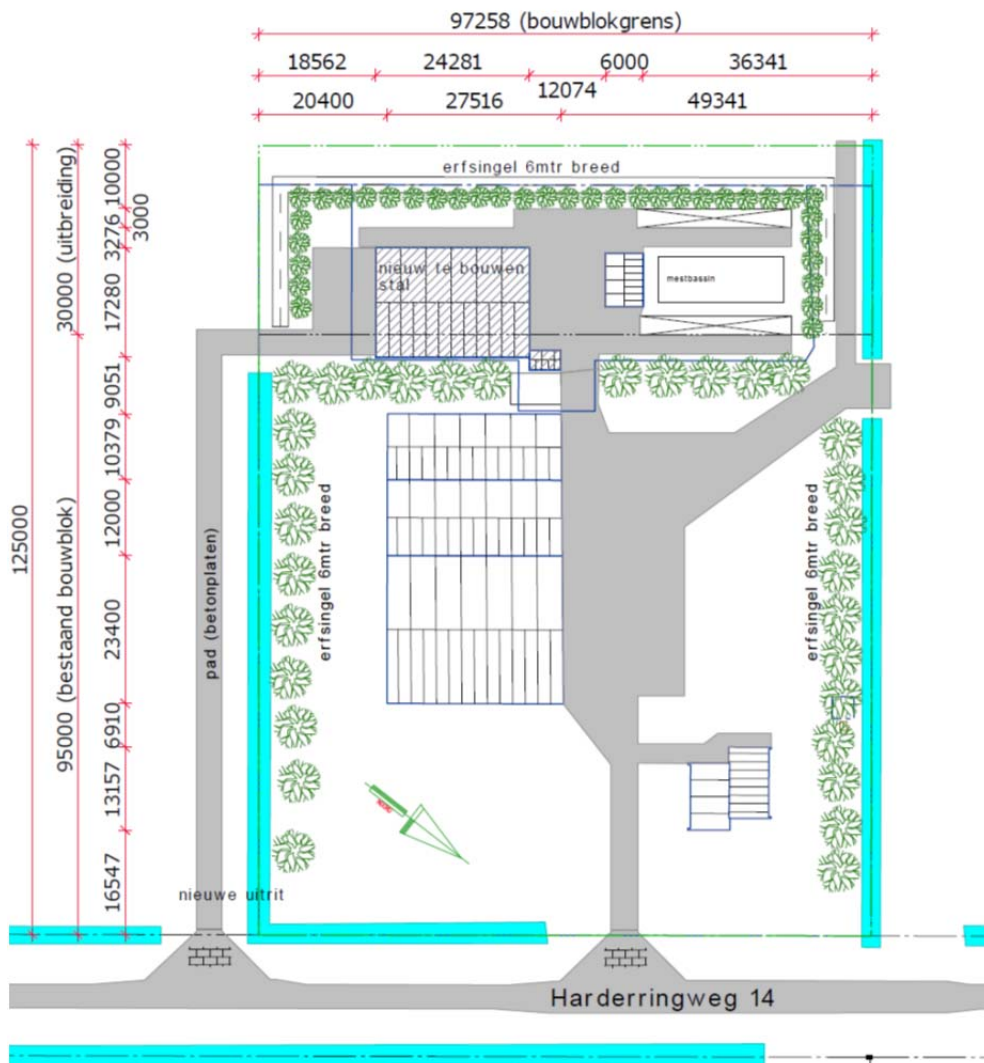 97258 (bouwblokgrens)
18562
24281
6000
36341
12074
20400
27516
49341
erfsingel 6mtr breed
10000
3000
3276
30000 (uitbreiding)
17280
nieuw te bouwen
stal
mestbassin
9051
10379
12000
125000
95000 (bestaand bouwblok)
pad (betonplaten)
erfsingel 6mtr breed
erfsingel 6mtr breed
23400
6910
13157
16547
nieuwe uitrit
Harderringweg 14